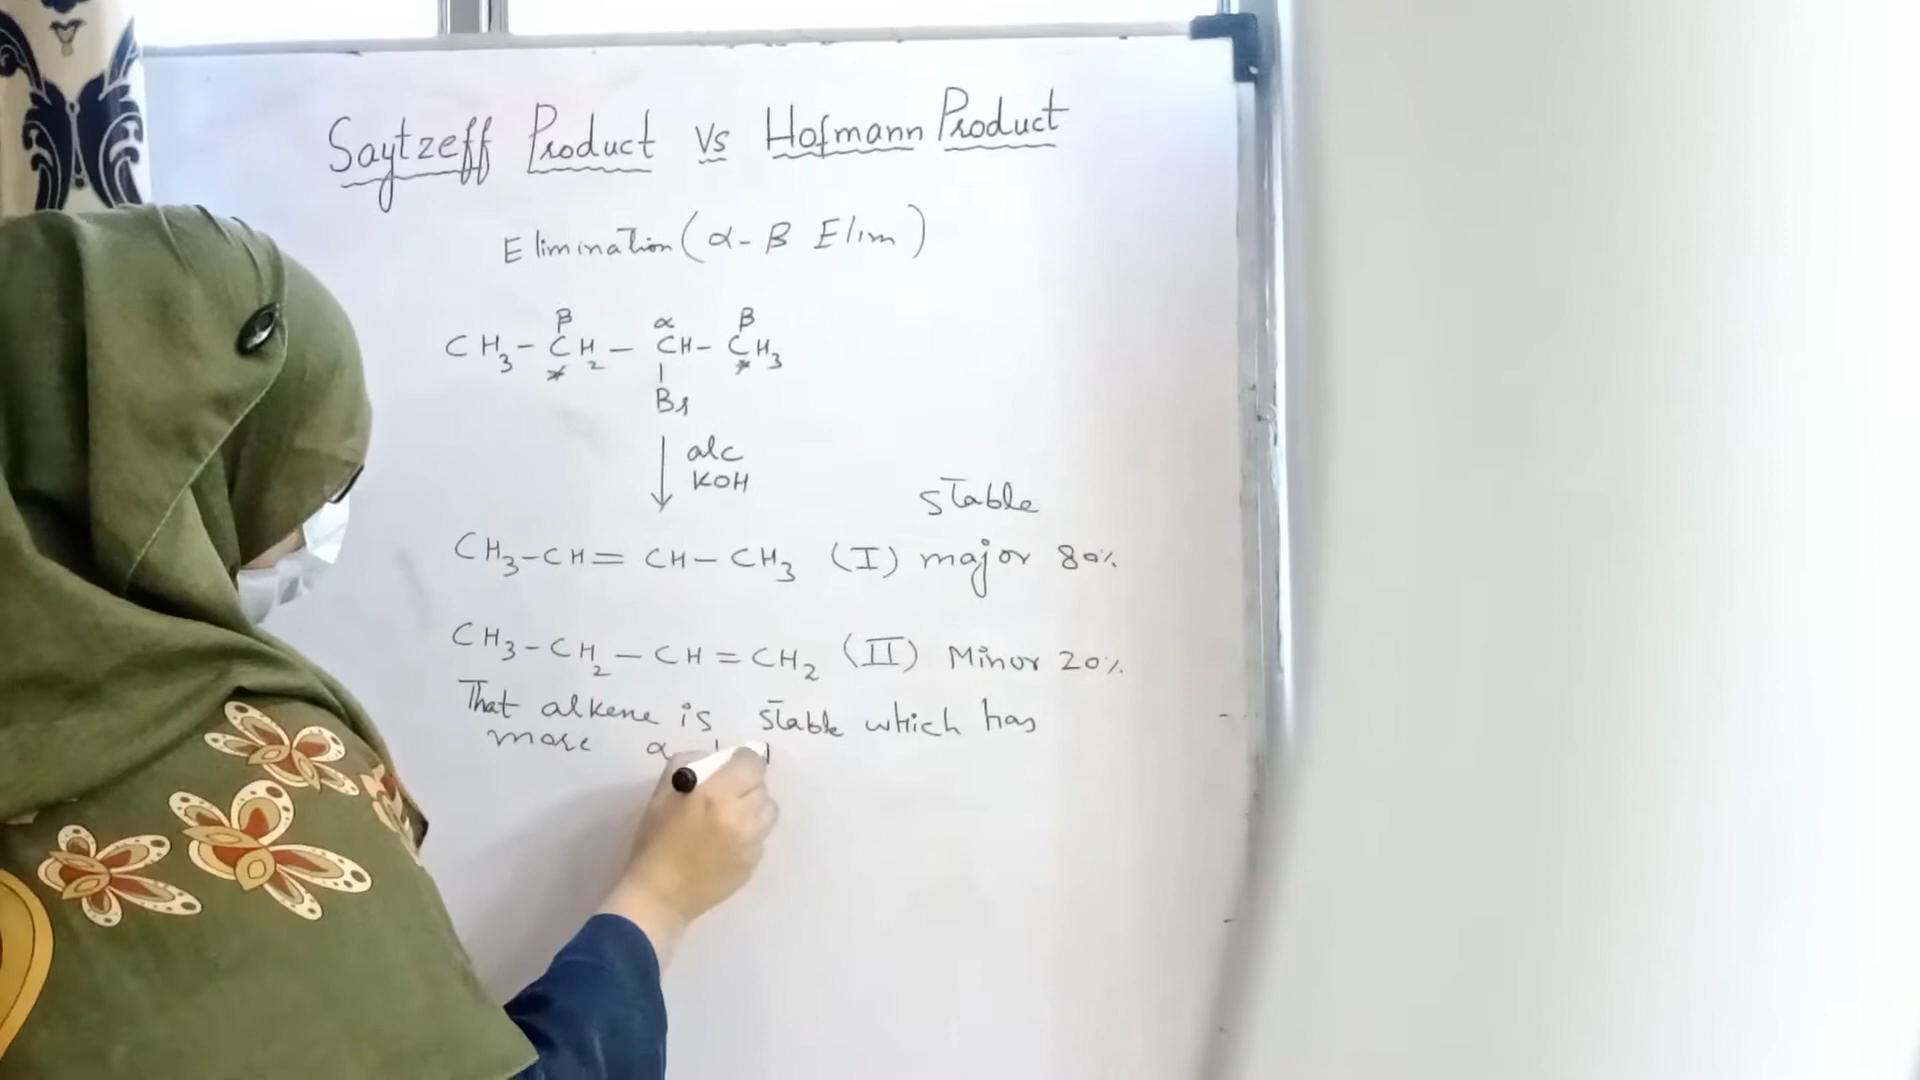 Saytzeff Product Vs Hofmann Product
Elimination (α-β Elim)
β α β
CH3-CH2-CH-CH3
* *
Br
alc
KOH
stable
CH3-CH=CH-CH3 (I) major 80%
CH3-CH2-CH=CH2 (II) Minor 20%
That alkene is stable which has
more α